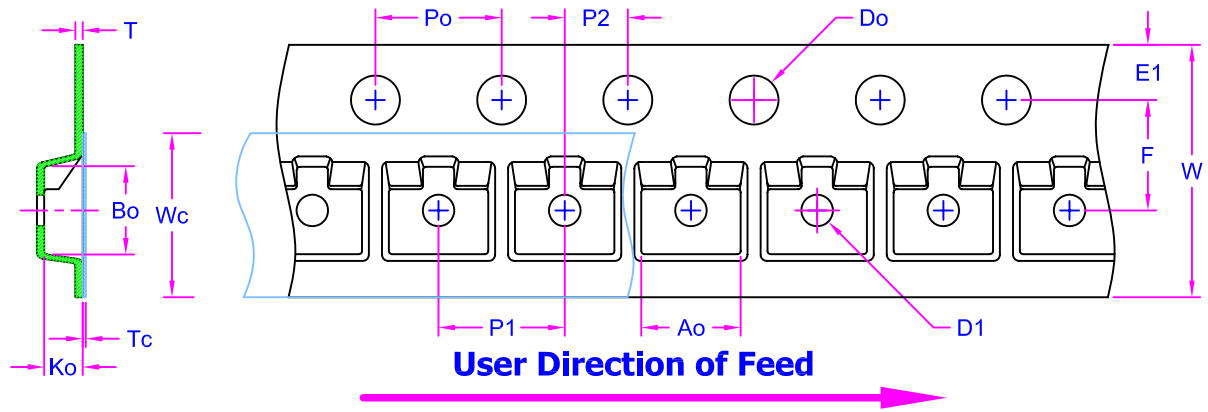 T
Po
P2
Do
E1
F
W
Bo
Wc
Tc
Ko
P1
Ao
D1
User Direction of Feed